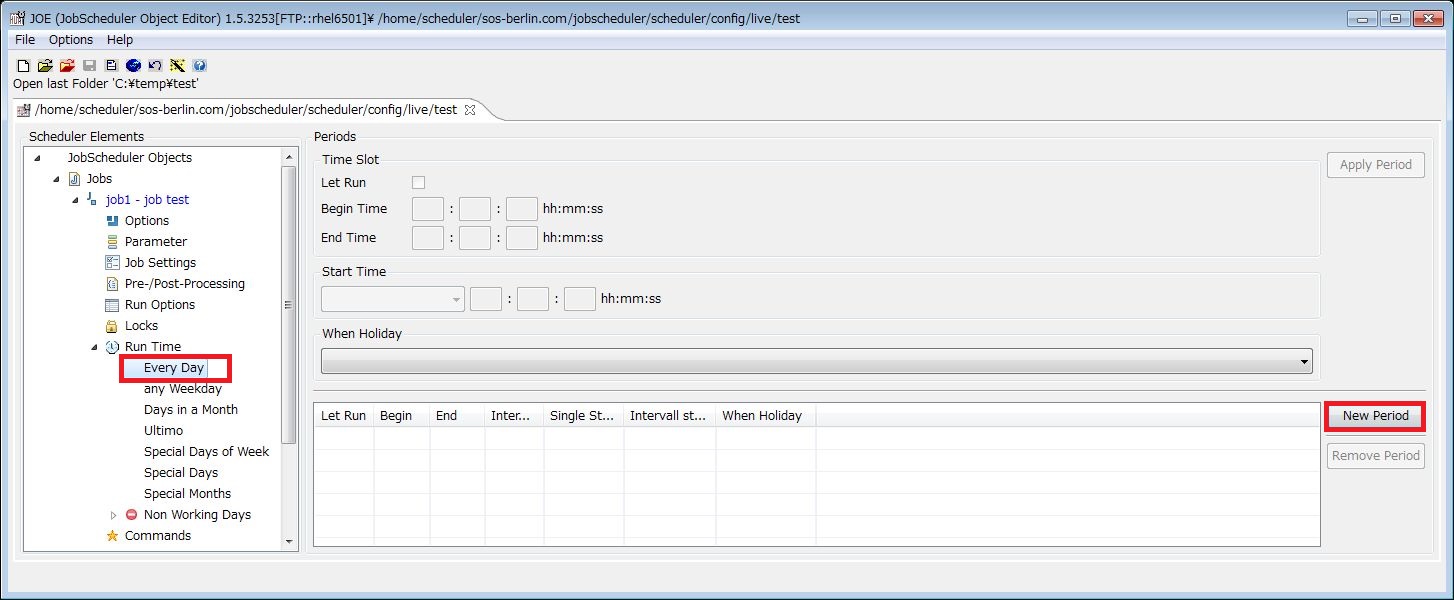 JOE (JobScheduler Object Editor) 1.5.3253[FTP::rhel6501]¥ /home/scheduler/sos-berlin.com/jobscheduler/scheduler/config/live/test
File Options Help
Open last Folder 'C:¥temp¥test'
/home/scheduler/sos-berlin.com/jobscheduler/scheduler/config/live/test
Scheduler Elements
JobScheduler Objects
Jobs
job1 - job test
Options
Parameter
Job Settings
Pre-/Post-Processing
Run Options
Locks
Run Time
Every Day
any Weekday
Days in a Month
Ultimo
Special Days of Week
Special Days
Special Months
Non Working Days
Commands
Periods
Time Slot
Let Run
Begin Time : : hh:mm:ss
End Time : : hh:mm:ss
Start Time
: : hh:mm:ss
When Holiday
Apply Period
Let Run Begin End Inter... Single St... Intervall st... When Holiday
New Period
Remove Period